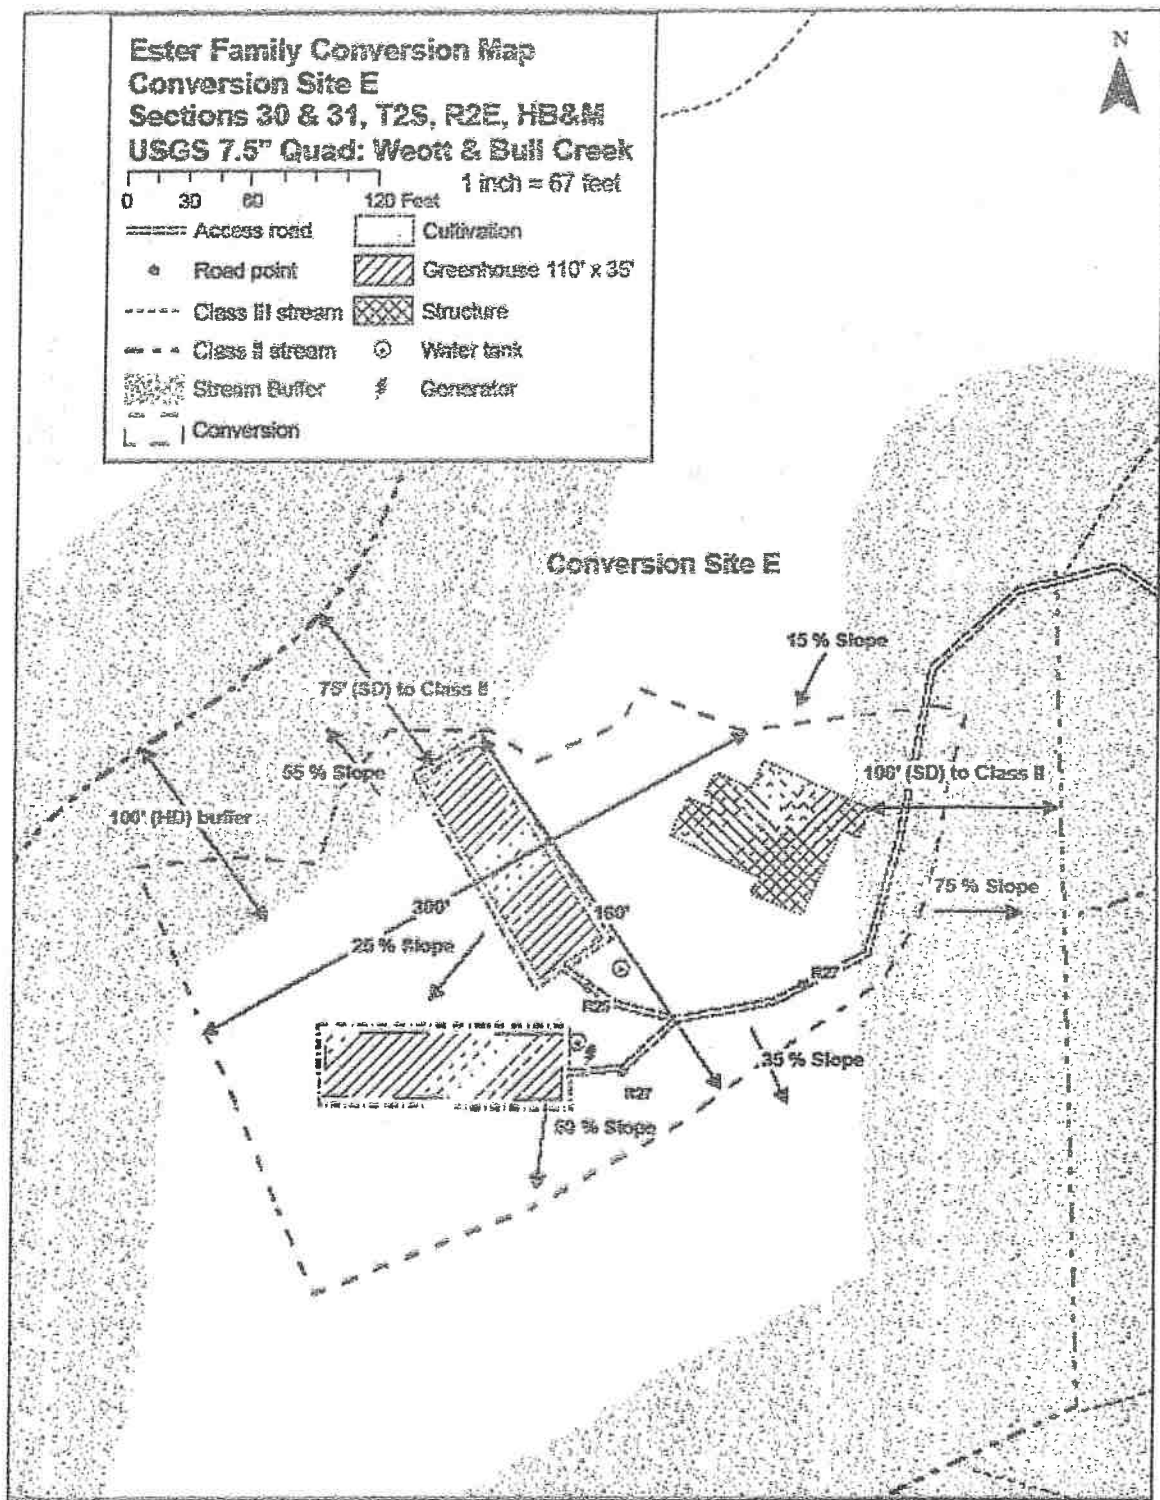 N
Ester Family Conversion Map
Conversion Site E
Sections 30 & 31, T2S, R2E, HB&M
USGS 7.5" Quad: Weott & Bull Creek
1 inch = 67 feet
0 30 60 120 Feet
Access road
Cultivation
Road point
Greenhouse 110' x 35'
Class III stream
Structure
Class II stream
Water tank
Stream Buffer
Generator
Conversion
Conversion Site E
15 % Slope
75' (SD) to Class II
55 % Slope
106' (SD) to Class II
100' (HD) buffer
75 % Slope
300'
160'
25 % Slope
R27
35 % Slope
R27
% Slope